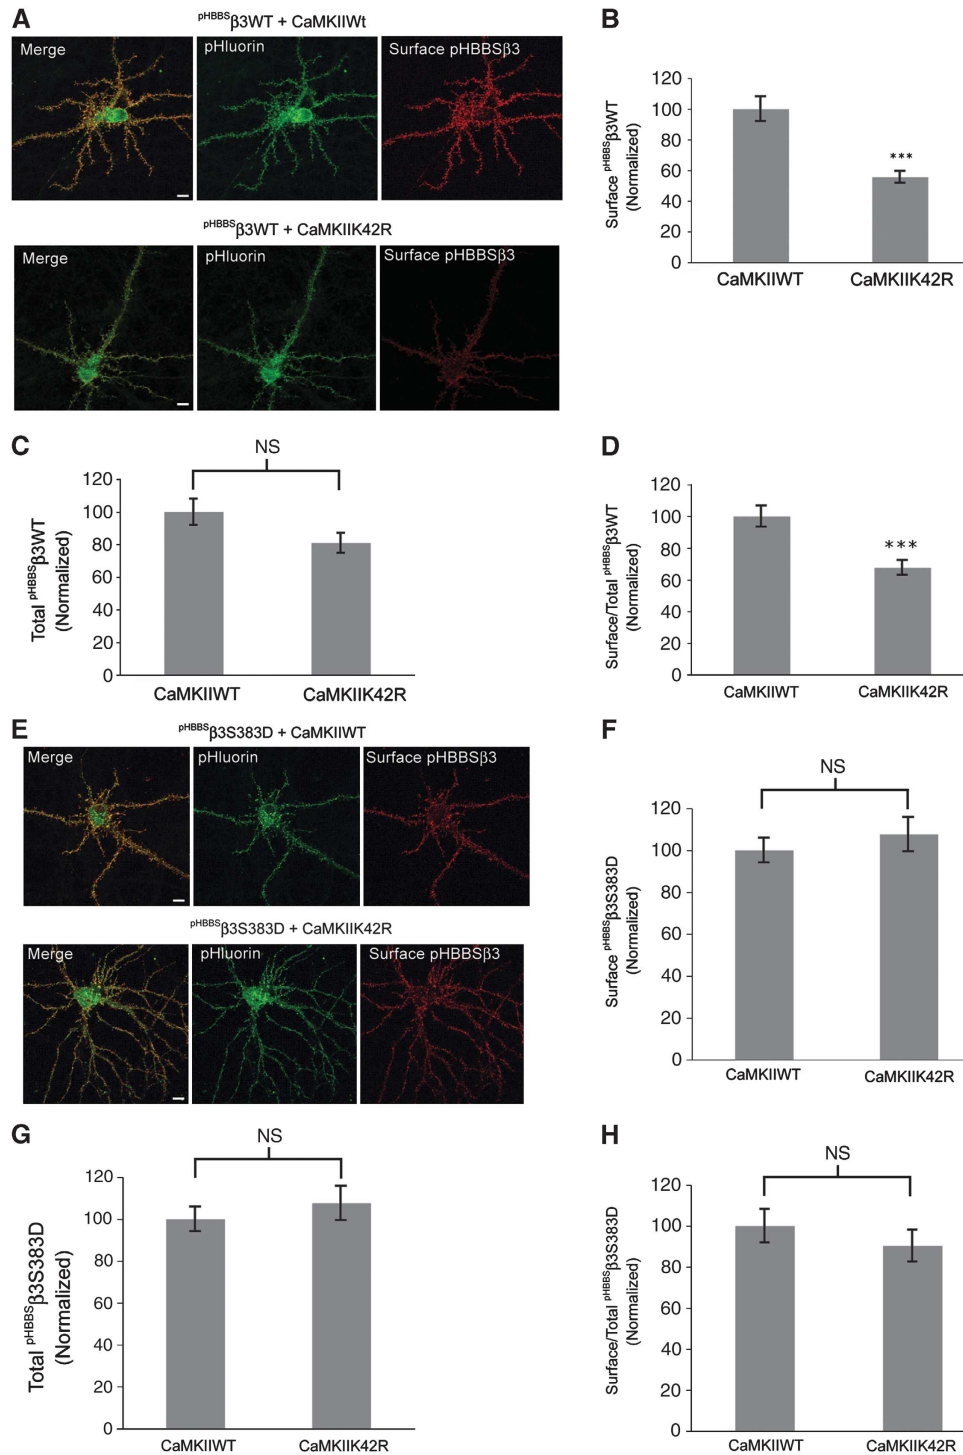 A
pHBBSβ3WT + CaMKIIWt
Merge
pHluorin
Surface pHBBSβ3
pHBBSβ3WT + CaMKIIK42R
Merge
pHluorin
Surface pHBBSβ3
B
Surface pHBBSβ3WT
(Normalized)
120
100
80
60
40
20
0
***
CaMKIIWT
CaMKIIK42R
C
NS
Total pHBBSβ3WT
(Normalized)
120
100
80
60
40
20
0
CaMKIIWT
CaMKIIK42R
D
Surface/Total pHBBSβ3WT
(Normalized)
120
100
80
60
40
20
0
***
CaMKIIWT
CaMKIIK42R
E
pHBBSβ3S383D + CaMKIIWT
Merge
pHluorin
Surface pHBBSβ3
pHBBSβ3S383D + CaMKIIK42R
Merge
pHluorin
Surface pHBBSβ3
F
NS
Surface pHBBSβ3S383D
(Normalized)
120
100
80
60
40
20
0
CaMKIIWT
CaMKIIK42R
G
NS
Total pHBBSβ3S383D
(Normalized)
120
100
80
60
40
20
0
CaMKIIWT
CaMKIIK42R
H
NS
Surface/Total pHBBSβ3S383D
(Normalized)
120
100
80
60
40
20
0
CaMKIIWT
CaMKIIK42R